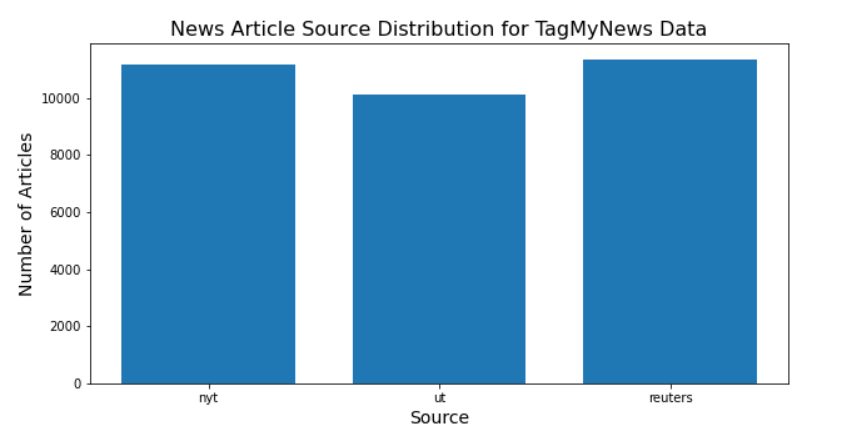 News Article Source Distribution for TagMyNews Data
Number of Articles
10000
8000
6000
4000
2000
0
nyt
ut
reuters
Source